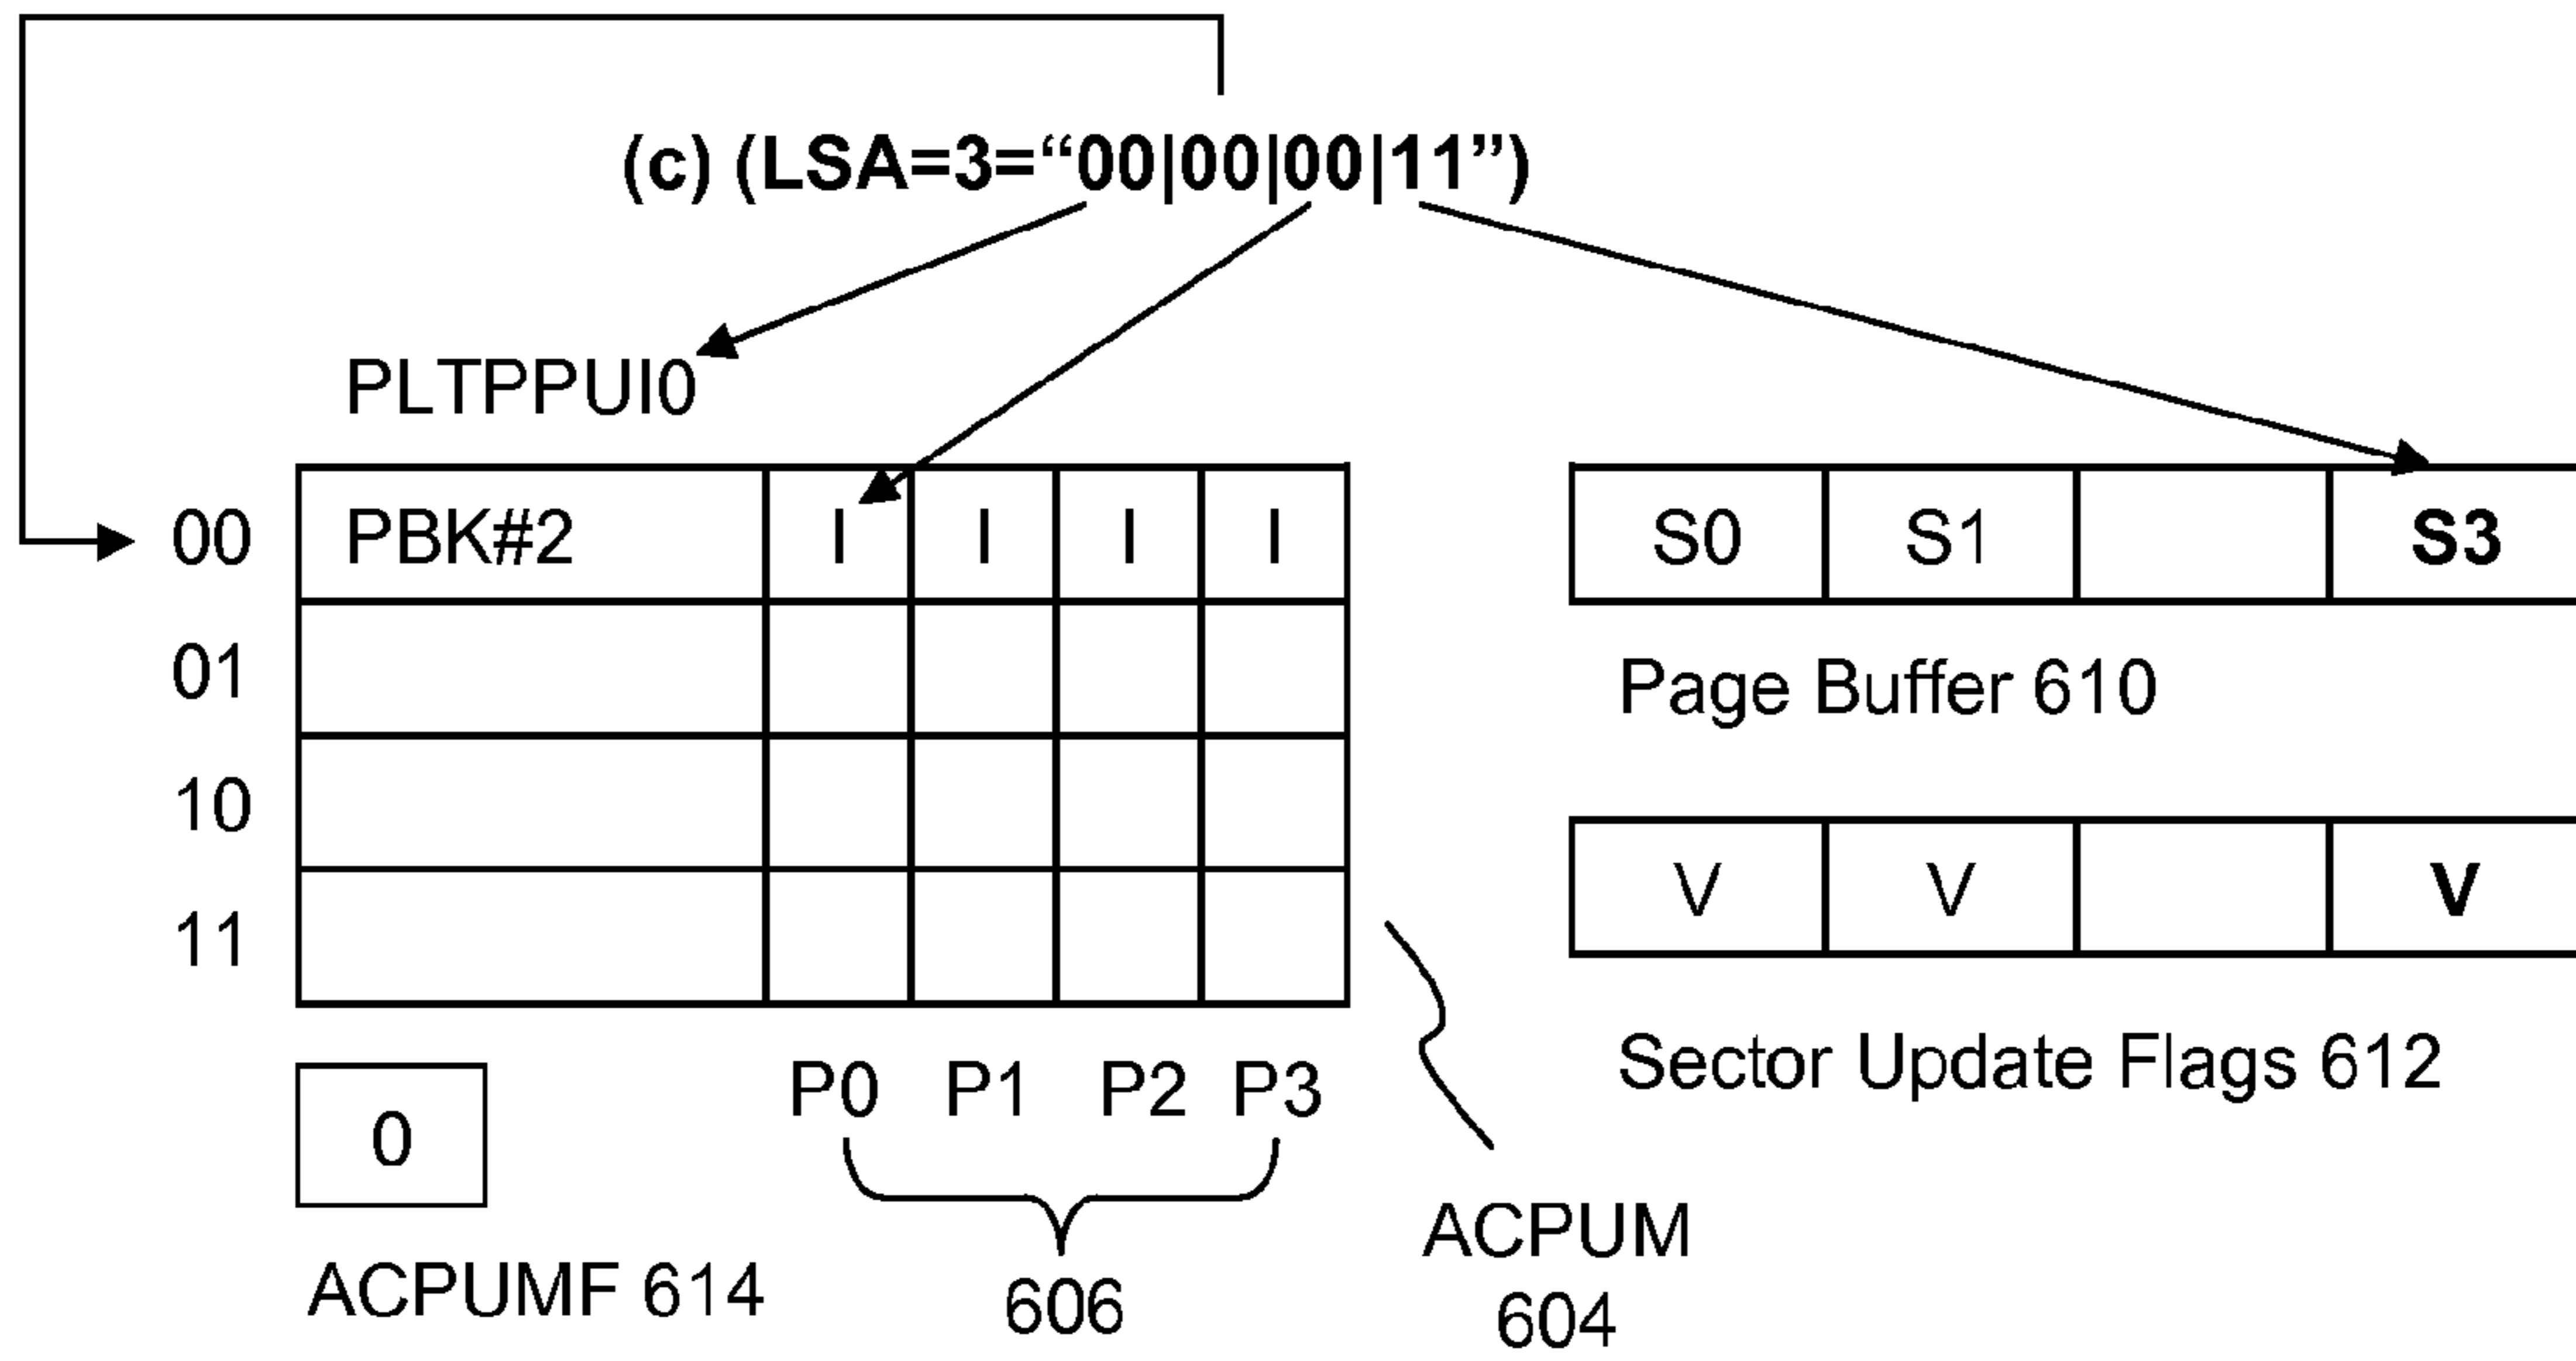 (c) (LSA=3=“00|00|00|11”)
PLTPPUI0
00 PBK#2 I I I I
01
10
11
P0 P1 P2 P3
606
0
ACPUMF 614
ACPUM
604
S0 S1 S3
Page Buffer 610
V V V
Sector Update Flags 612